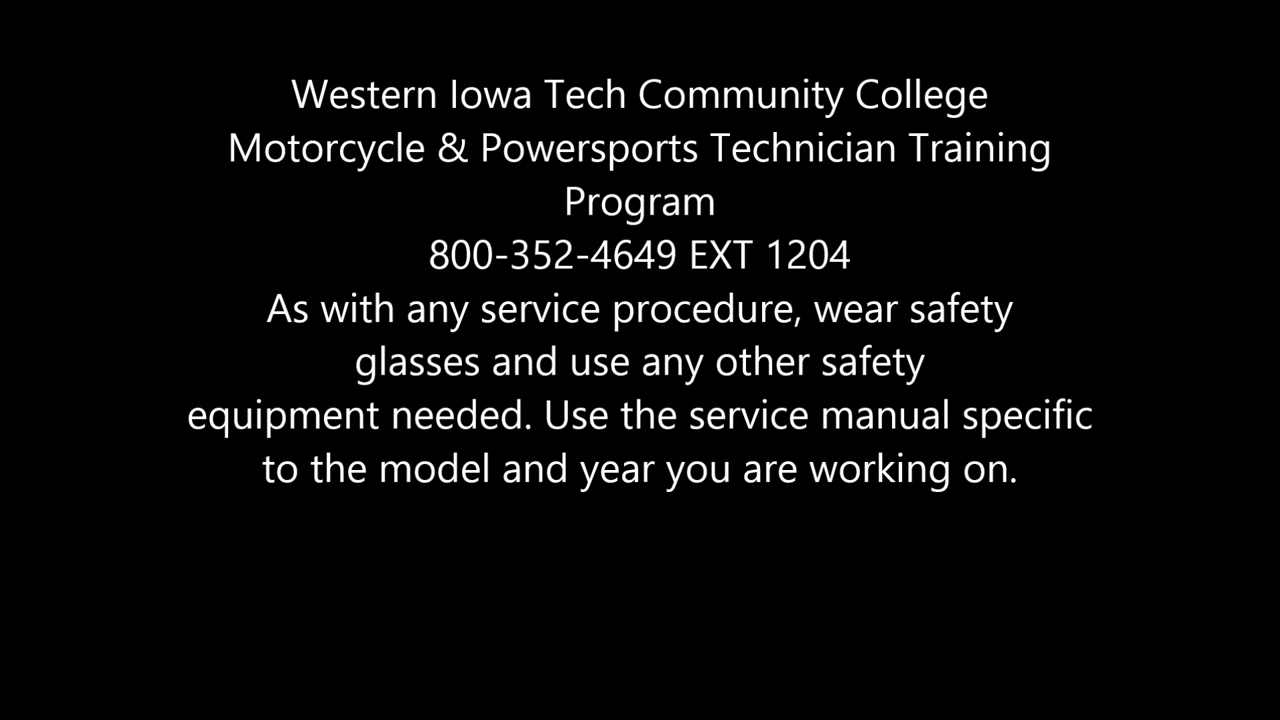 Western Iowa Tech Community College
Motorcycle & Powersports Technician Training
Program
800-352-4649 EXT 1204
As with any service procedure, wear safety
glasses and use any other safety
equipment needed. Use the service manual specific
to the model and year you are working on.